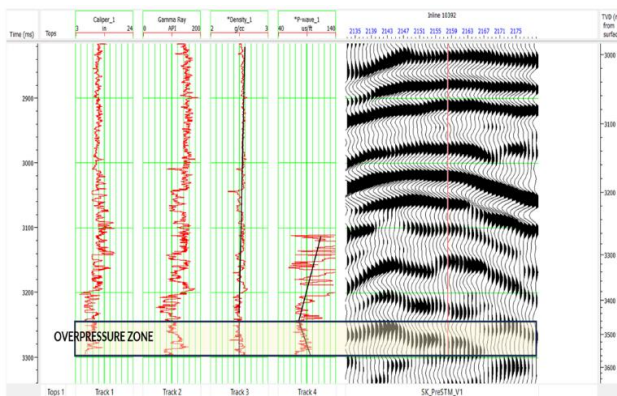 Caliper_1 Gamma Ray *Density_1 *P-wave_1 Inline 10392
3 24 0 200 2 3 40 140
Time (ms) Tops in API g/cc us/ft 2135 2139 2143 2147 2151 2155 2159 2163 2167 2171 2175 Time (ms) TVD (m) from surface
3000
2900
3100
3000
3200
3100
3300
3200
3400
OVERPRESSURE ZONE
3500
3300
3600
Tops 1 Track 1 Track 2 Track 3 Track 4 SK_PreSTM_V1